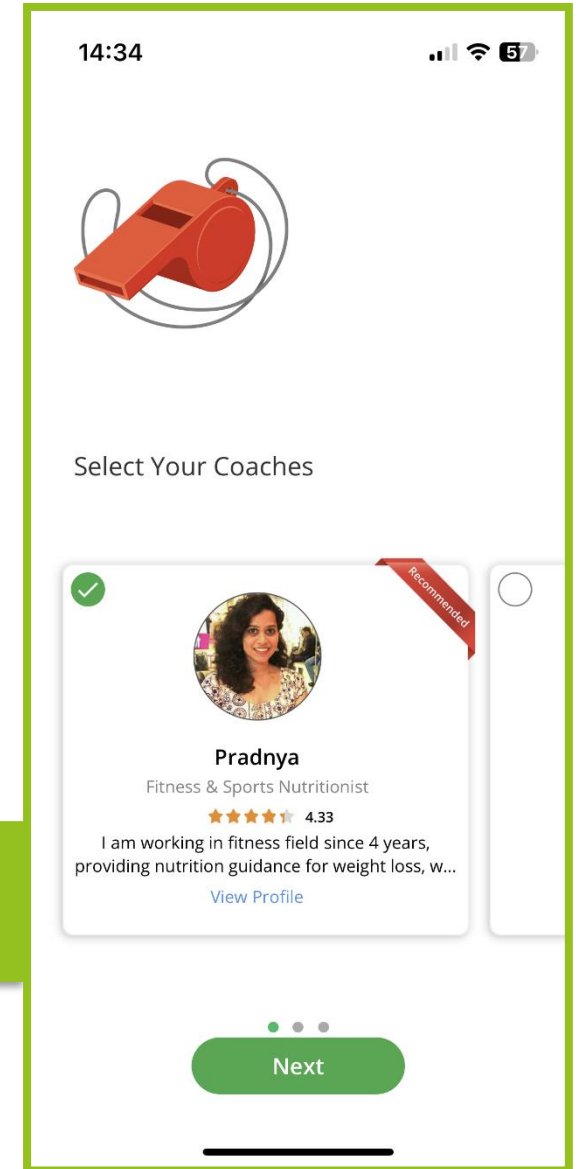 14:34
57
Select Your Coaches
Recommended
Pradnya
Fitness & Sports Nutritionist
4.33
I am working in fitness field since 4 years,
providing nutrition guidance for weight loss, w...
View Profile
Next